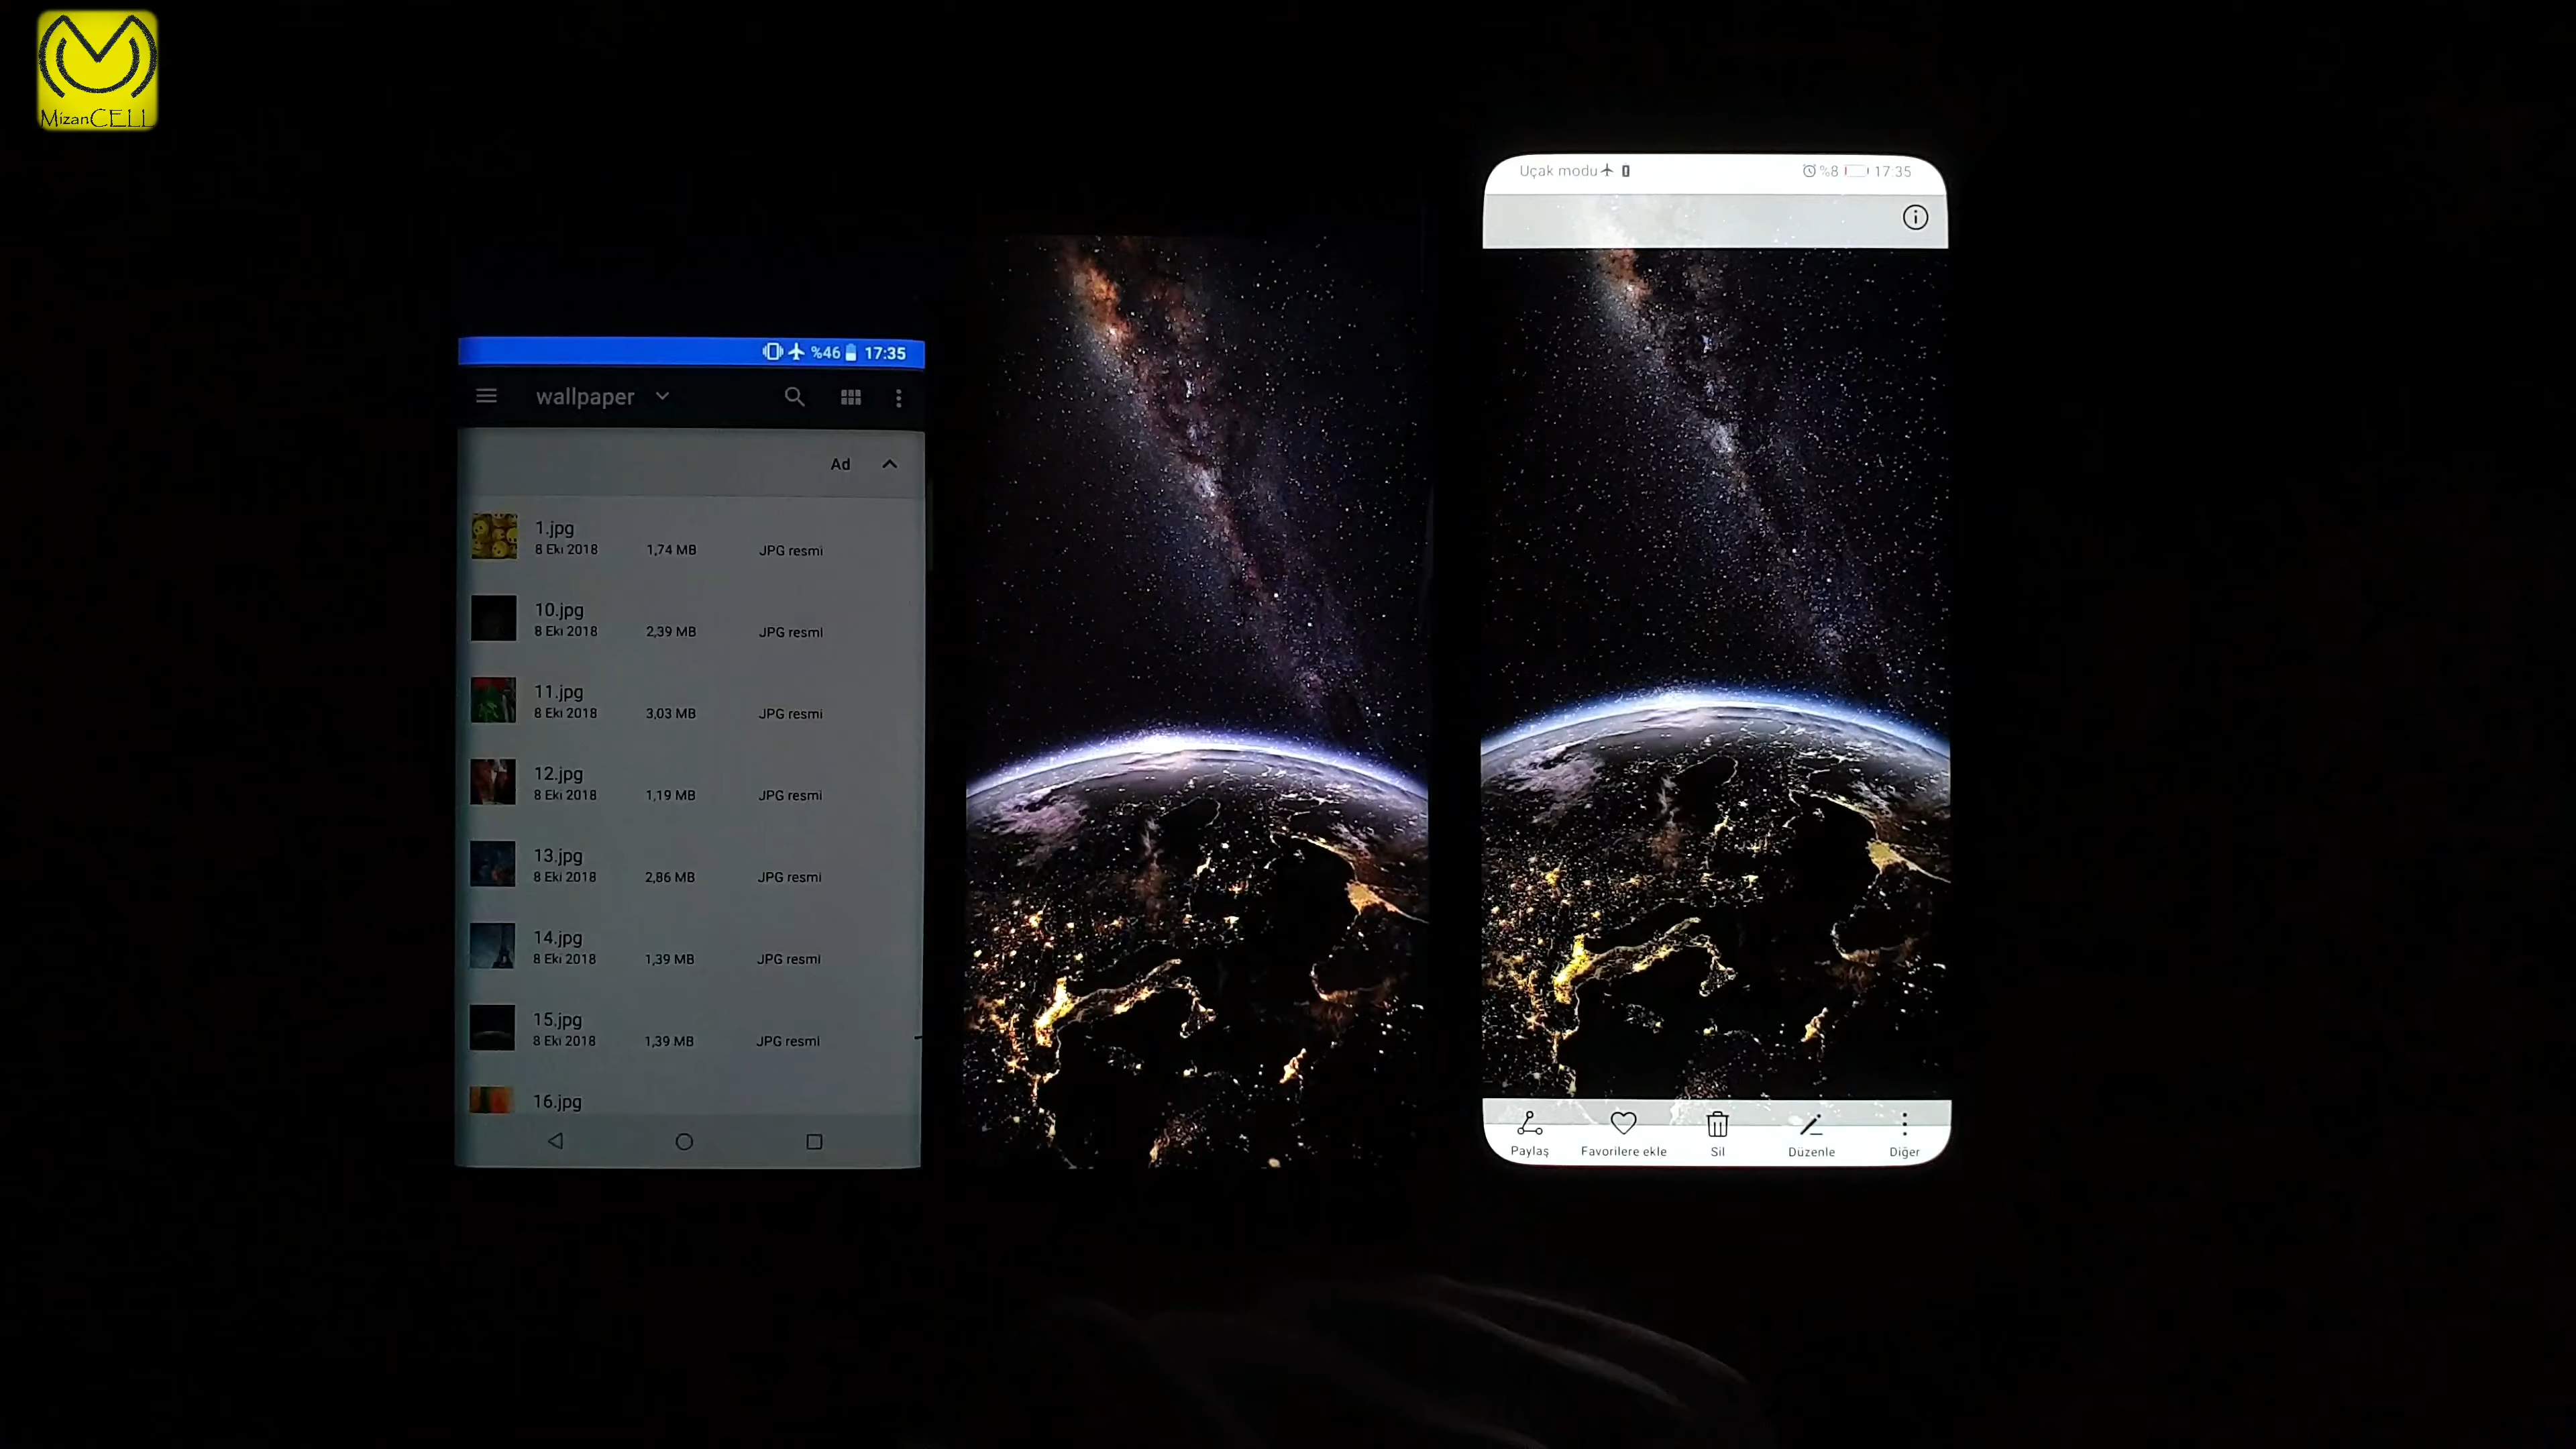 MizanCELL
%46 17:35
wallpaper
Ad
1.jpg
8 Eki 2018 1,74 MB JPG resmi
10.jpg
8 Eki 2018 2,39 MB JPG resmi
11.jpg
8 Eki 2018 3,03 MB JPG resmi
12.jpg
8 Eki 2018 1,19 MB JPG resmi
13.jpg
8 Eki 2018 2,86 MB JPG resmi
14.jpg
8 Eki 2018 1,39 MB JPG resmi
15.jpg
8 Eki 2018 1,39 MB JPG resmi
16.jpg
Uçak modu %8 17:35
Paylaş Favorilere ekle Sil Düzenle Diğer